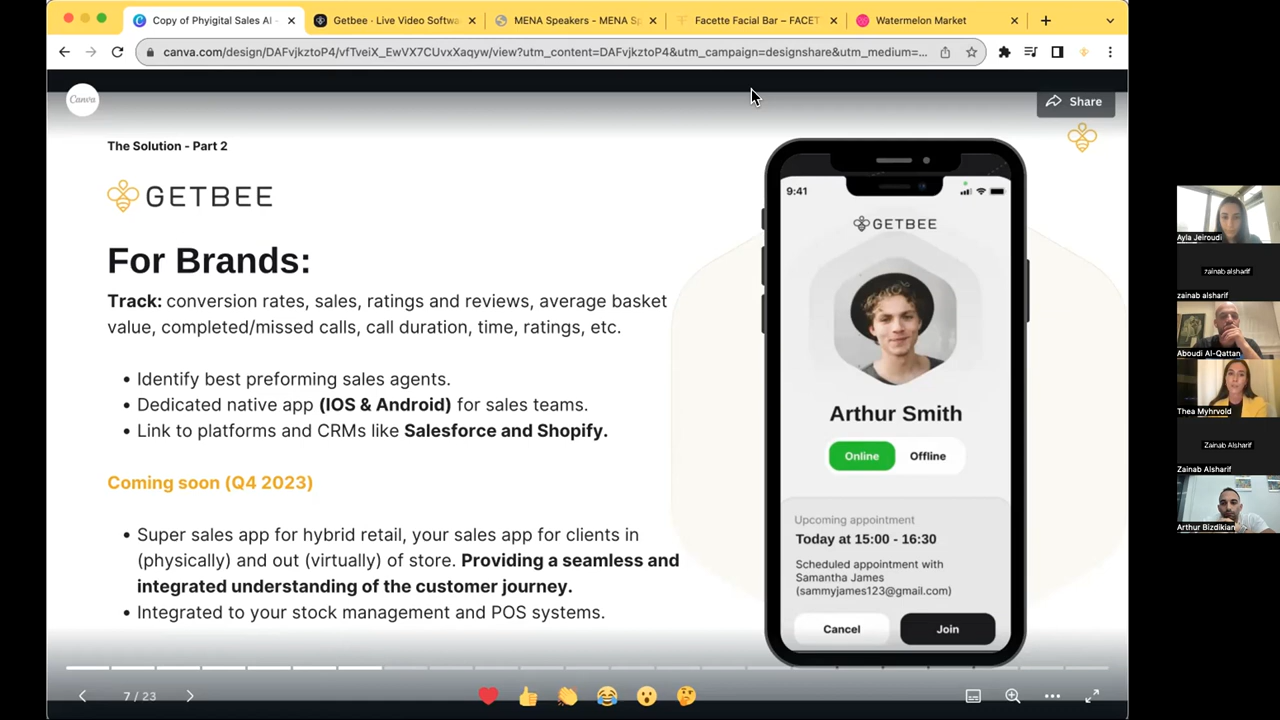 Copy of Phyigital Sales AI -
Getbee · Live Video Softwa
MENA Speakers - MENA Sp
Facette Facial Bar – FACET
Watermelon Market
canva.com/design/DAFvjkztoP4/vfTveiX_EwVX7CUvxXaqyw/view?utm_content=DAFvjkztoP4&utm_campaign=designshare&utm_medium=...
Canva
Share
The Solution - Part 2
GETBEE
For Brands:
Track: conversion rates, sales, ratings and reviews, average basket
value, completed/missed calls, call duration, time, ratings, etc.
• Identify best preforming sales agents.
• Dedicated native app (IOS & Android) for sales teams.
• Link to platforms and CRMs like Salesforce and Shopify.
Coming soon (Q4 2023)
• Super sales app for hybrid retail, your sales app for clients in
(physically) and out (virtually) of store. Providing a seamless and
integrated understanding of the customer journey.
• Integrated to your stock management and POS systems.
9:41
GETBEE
Arthur Smith
Online Offline
Upcoming appointment
Today at 15:00 - 16:30
Scheduled appointment with
Samantha James
(sammyjames123@gmail.com)
Cancel Join
7 / 23
Ayla Jeiroudi
zainab alsharif
zainab alsharif
Aboudi Al-Qattan
Thea Myhrvold
Zainab Alsharif
Zainab Alsharif
Arthur Bizdikian